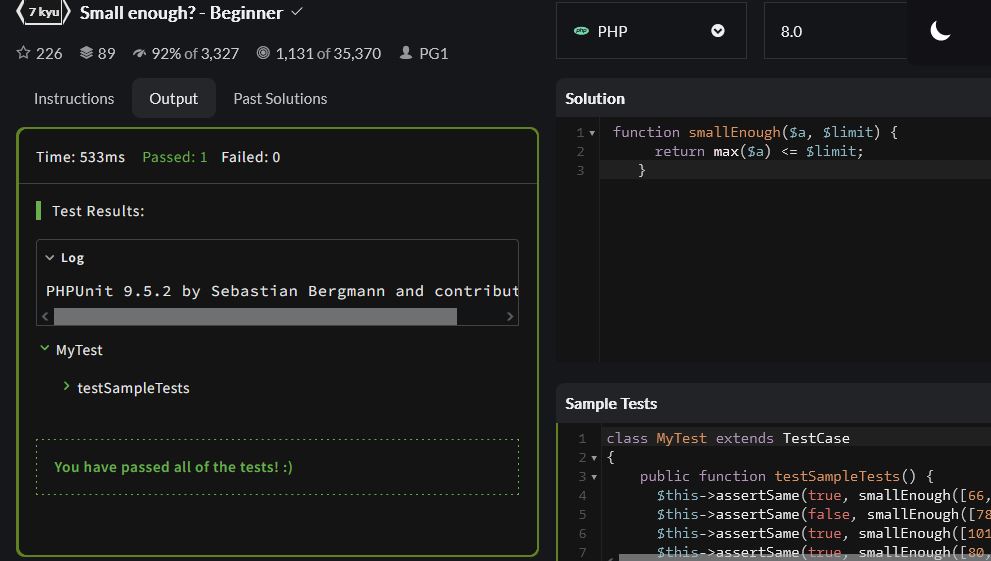 7 kyu Small enough? - Beginner
226 89 92% of 3,327 1,131 of 35,370 PG1
Instructions Output Past Solutions
Time: 533ms Passed: 1 Failed: 0
Test Results:
Log
PHPUnit 9.5.2 by Sebastian Bergmann and contribut
MyTest
testSampleTests
You have passed all of the tests! :)
php PHP 8.0
Solution
1 function smallEnough($a, $limit) {
2 return max($a) <= $limit;
3 }
Sample Tests
1 class MyTest extends TestCase
2 {
3 public function testSampleTests() {
4 $this->assertSame(true, smallEnough([66,
5 $this->assertSame(false, smallEnough([78
6 $this->assertSame(true, smallEnough([101
7 $this->assertSame(true, smallEnough([80,